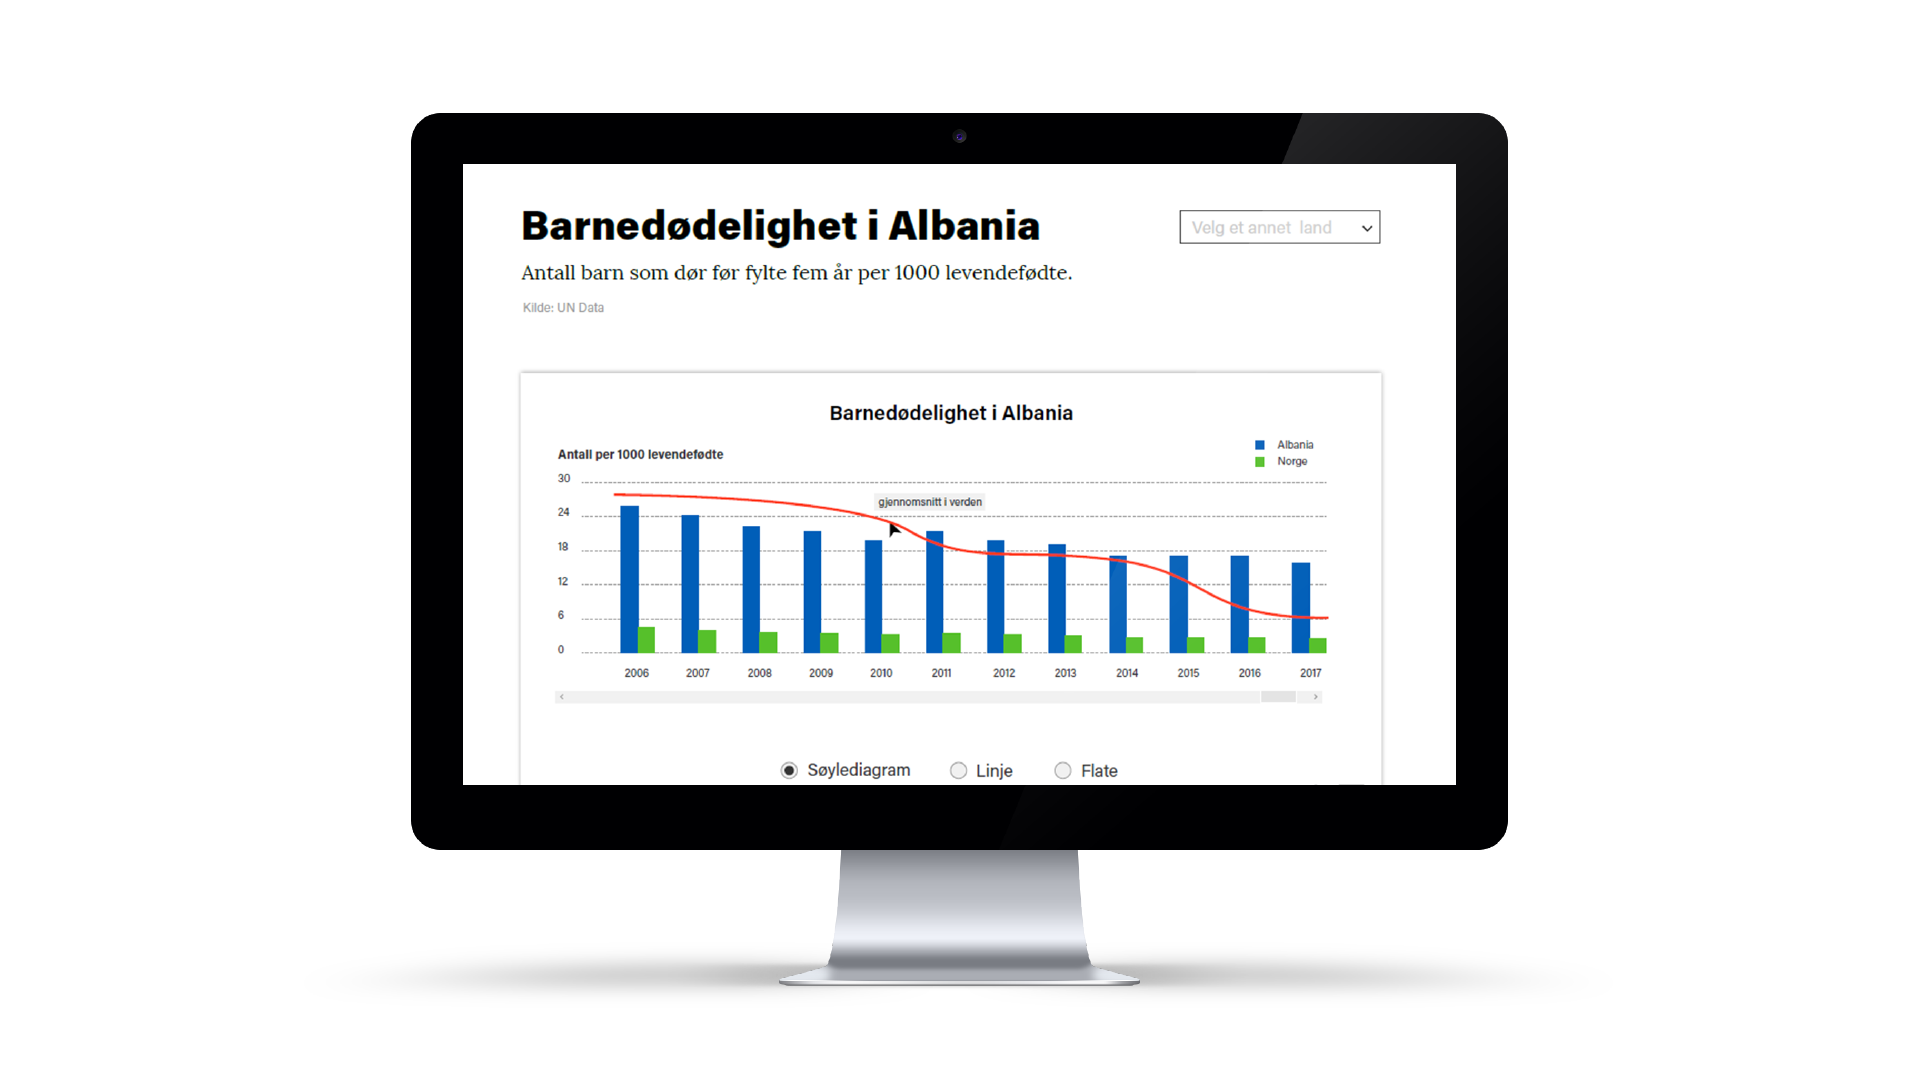 Barnedødelighet i Albania
Velg et annet land
Antall barn som dør før fylte fem år per 1000 levendefødte.
Kilde: UN Data
Barnedødelighet i Albania
Antall per 1000 levendefødte
Albania
Norge
30
gjennomsnitt i verden
24
18
12
6
0
2006 2007 2008 2009 2010 2011 2012 2013 2014 2015 2016 2017
Søylediagram Linje Flate